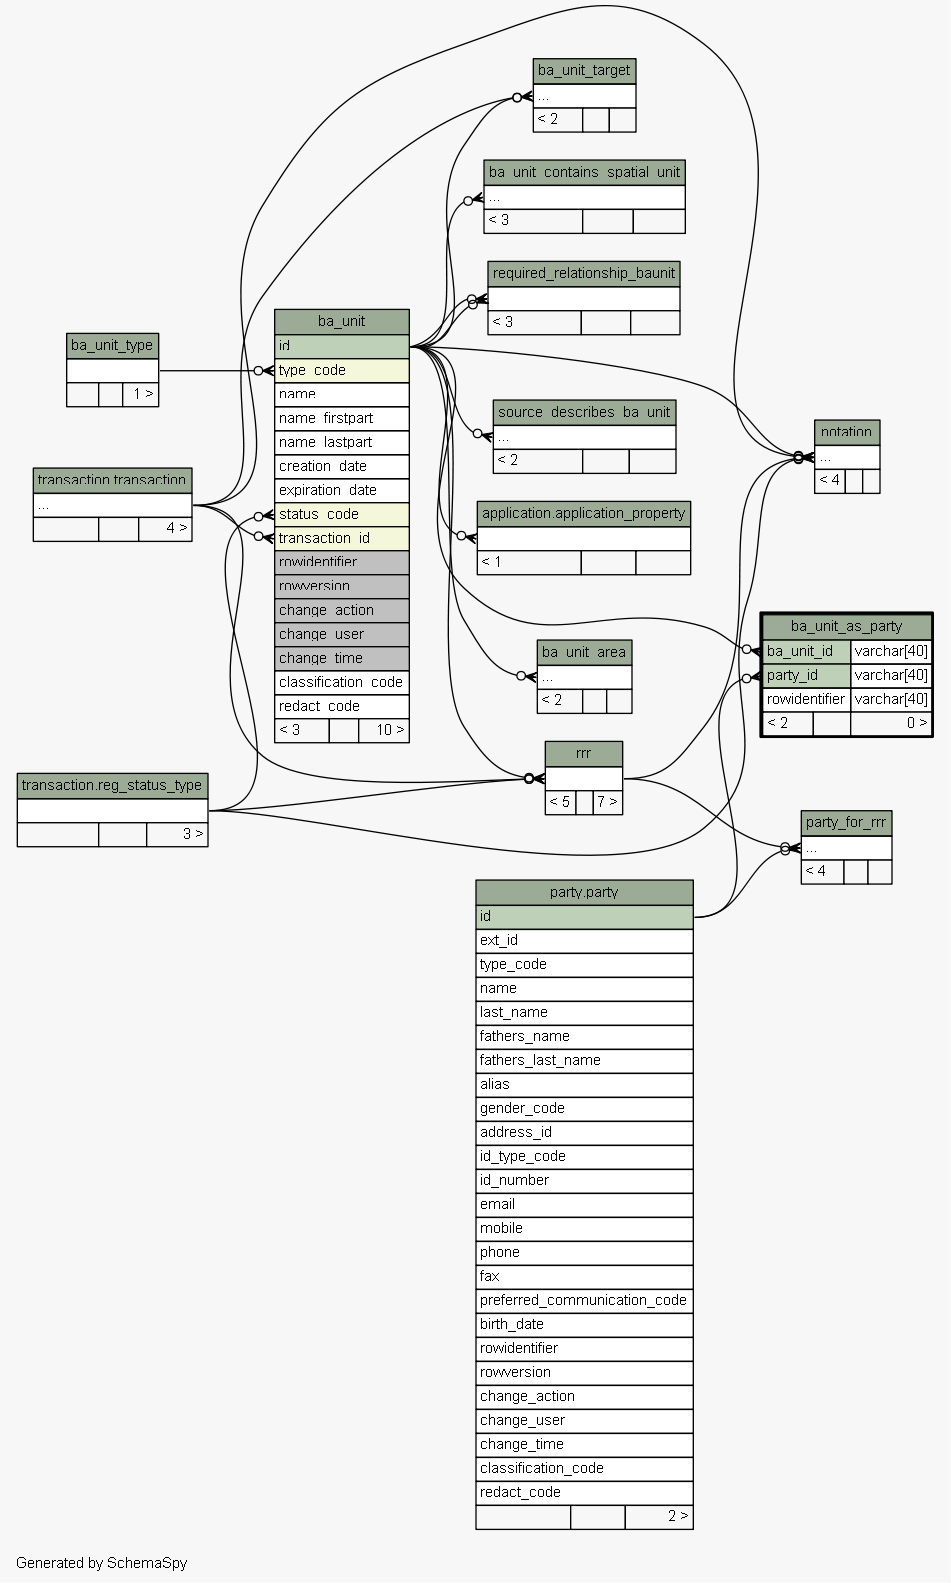 ba_unit_target
...
< 2
ba_unit_contains_spatial_unit
...
< 3
required_relationship_baunit
< 3
ba_unit
id
type_code
name
name_firstpart
name_lastpart
creation_date
expiration_date
status_code
transaction_id
rowidentifier
rowversion
change_action
change_user
change_time
classification_code
redact_code
< 3 10 >
ba_unit_type
1 >
source_describes_ba_unit
...
< 2
notation
...
< 4
transaction.transaction
...
4 >
application.application_property
< 1
ba_unit_as_party
ba_unit_id varchar[40]
party_id varchar[40]
rowidentifier varchar[40]
< 2 0 >
ba_unit_area
...
< 2
rrr
< 5 7 >
transaction.reg_status_type
3 >
party_for_rrr
...
< 4
party.party
id
ext_id
type_code
name
last_name
fathers_name
fathers_last_name
alias
gender_code
address_id
id_type_code
id_number
email
mobile
phone
fax
preferred_communication_code
birth_date
rowidentifier
rowversion
change_action
change_user
change_time
classification_code
redact_code
2 >
Generated by SchemaSpy